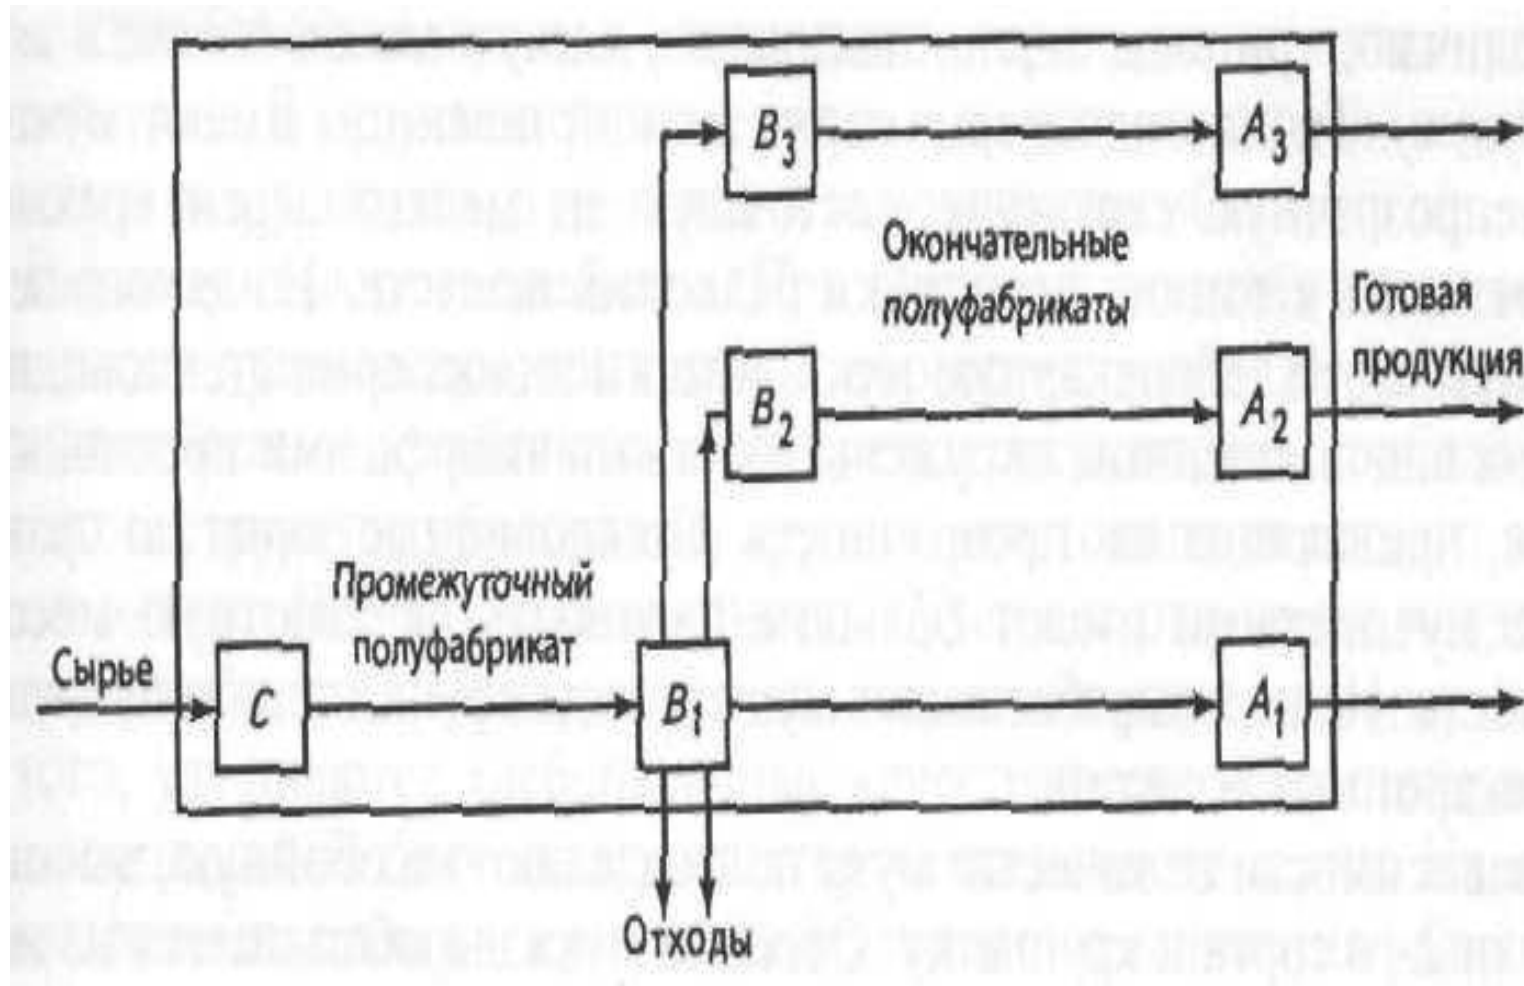 B3
A3
Окончательные
полуфабрикаты
Готовая
продукция
B2
A2
Промежуточный
полуфабрикат
Сырье
C
B1
A1
Отходы